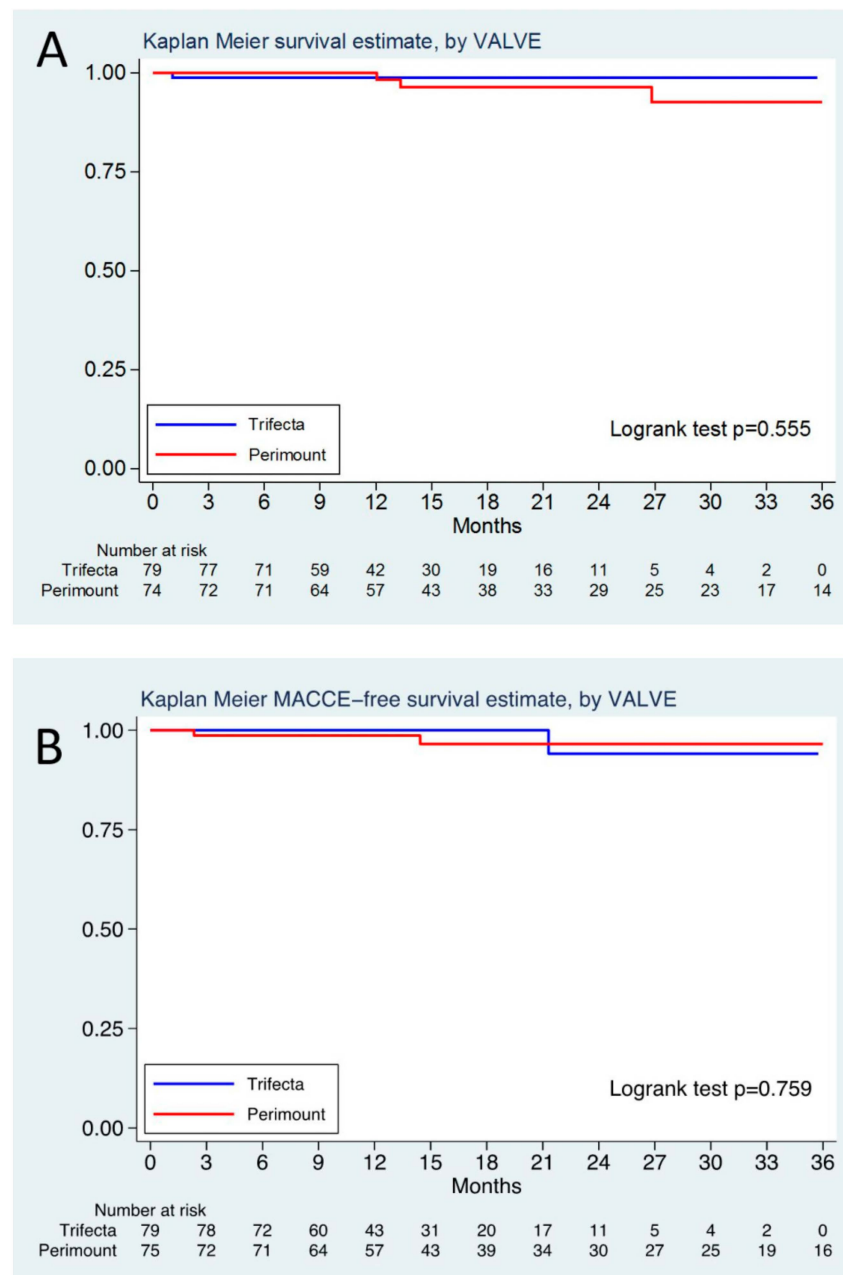 A
Kaplan Meier survival estimate, by VALVE
1.00
0.75
0.50
0.25
0.00
Trifecta
Perimount
Logrank test p=0.555
0 3 6 9 12 15 18 21 24 27 30 33 36
Months
Number at risk
Trifecta 79 77 71 59 42 30 19 16 11 5 4 2 0
Perimount 74 72 71 64 57 43 38 33 29 25 23 17 14
Kaplan Meier MACCE–free survival estimate, by VALVE
B
1.00
0.75
0.50
0.25
0.00
Trifecta
Perimount
Logrank test p=0.759
0 3 6 9 12 15 18 21 24 27 30 33 36
Months
Number at risk
Trifecta 79 78 72 60 43 31 20 17 11 5 4 2 0
Perimount 75 72 71 64 57 43 39 34 30 27 25 19 16